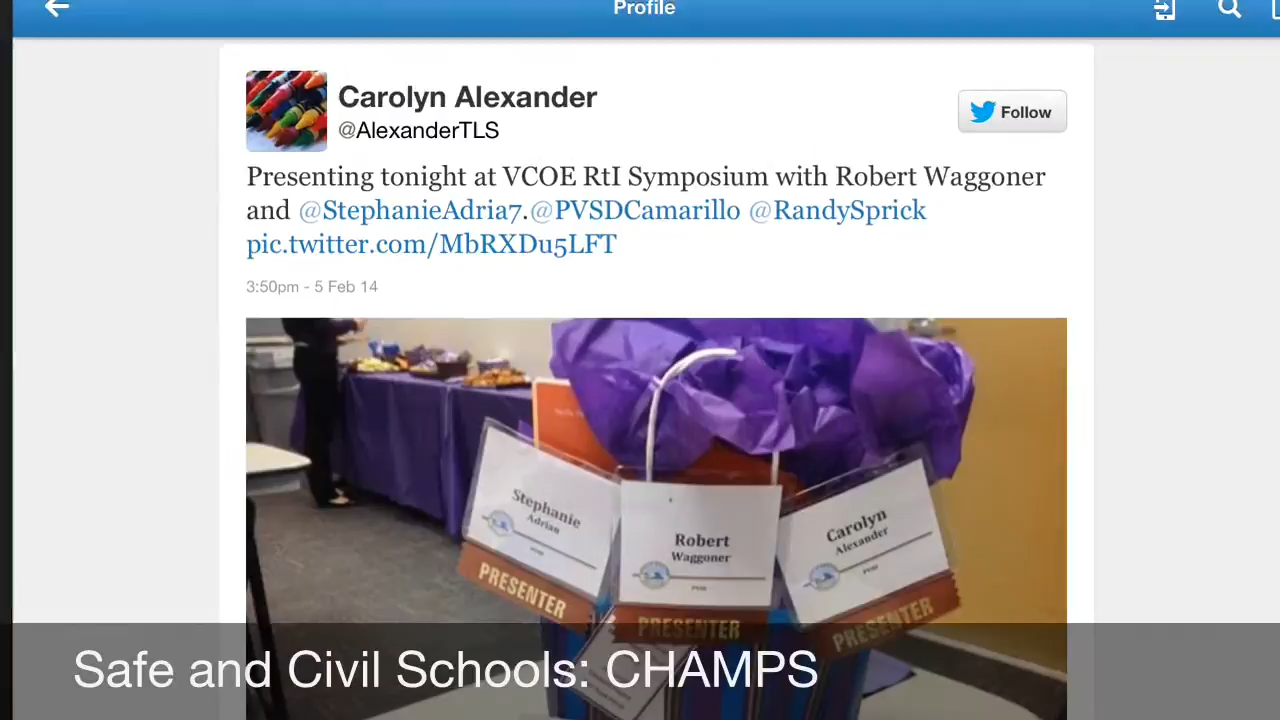 Profile
Carolyn Alexander
@AlexanderTLS
Follow
Presenting tonight at VCOE RtI Symposium with Robert Waggoner
and @StephanieAdria7.@PVSDCamarillo @RandySprick
pic.twitter.com/MbRXDu5LFT
3:50pm - 5 Feb 14
Stephanie
Adrian
PRESENTER
Robert
Waggoner
PVSD
PRESENTER
Carolyn
Alexander
PVSD
PRESENTER
Safe and Civil Schools: CHAMPS